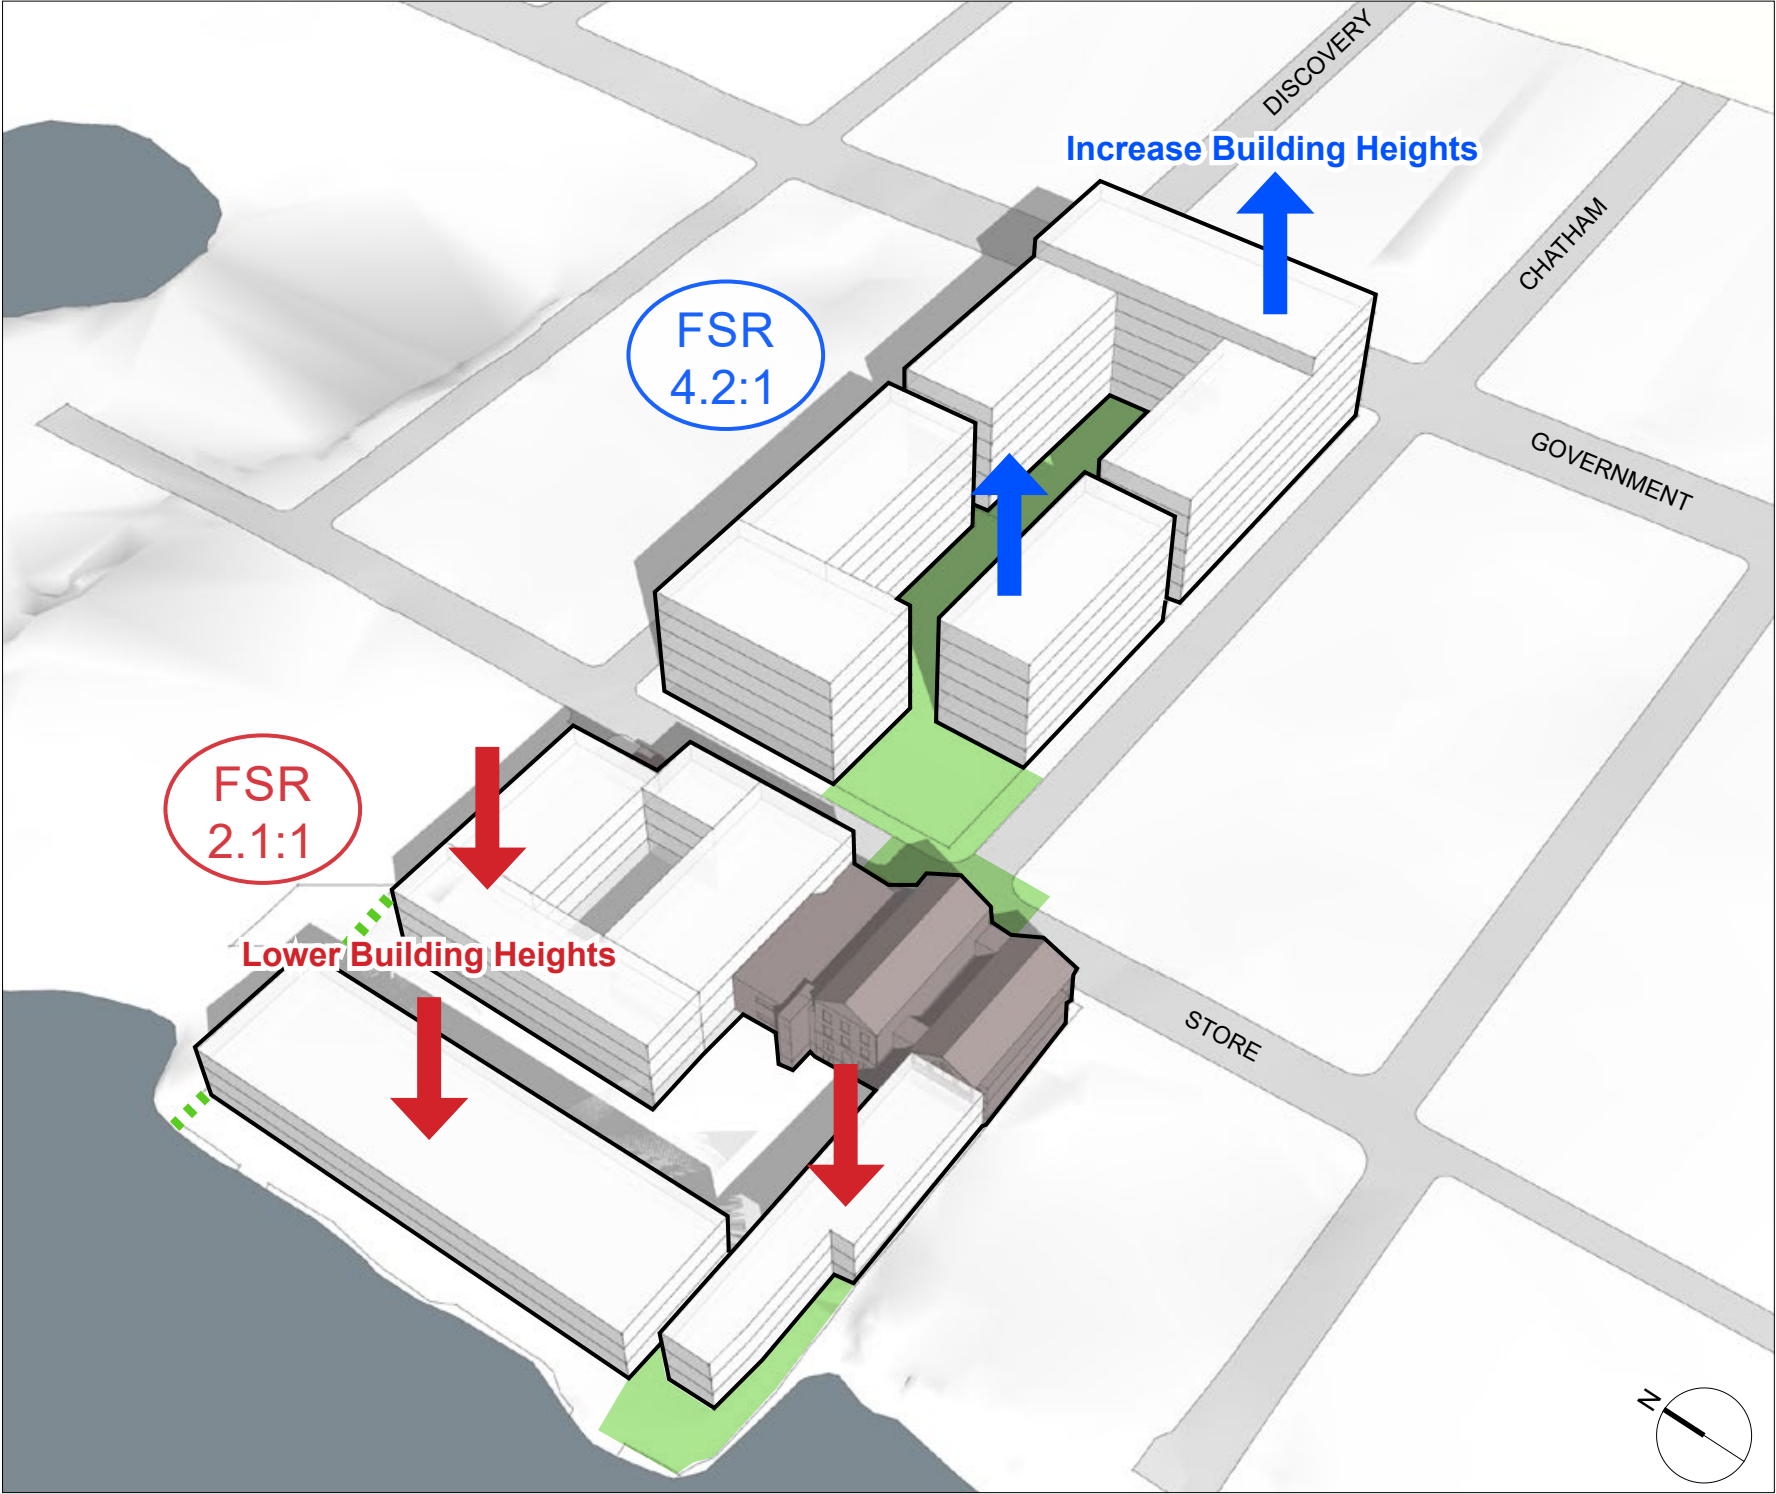 DISCOVERY
Increase Building Heights
CHATHAM
FSR
4.2:1
GOVERNMENT
FSR
2.1:1
Lower Building Heights
STORE
N